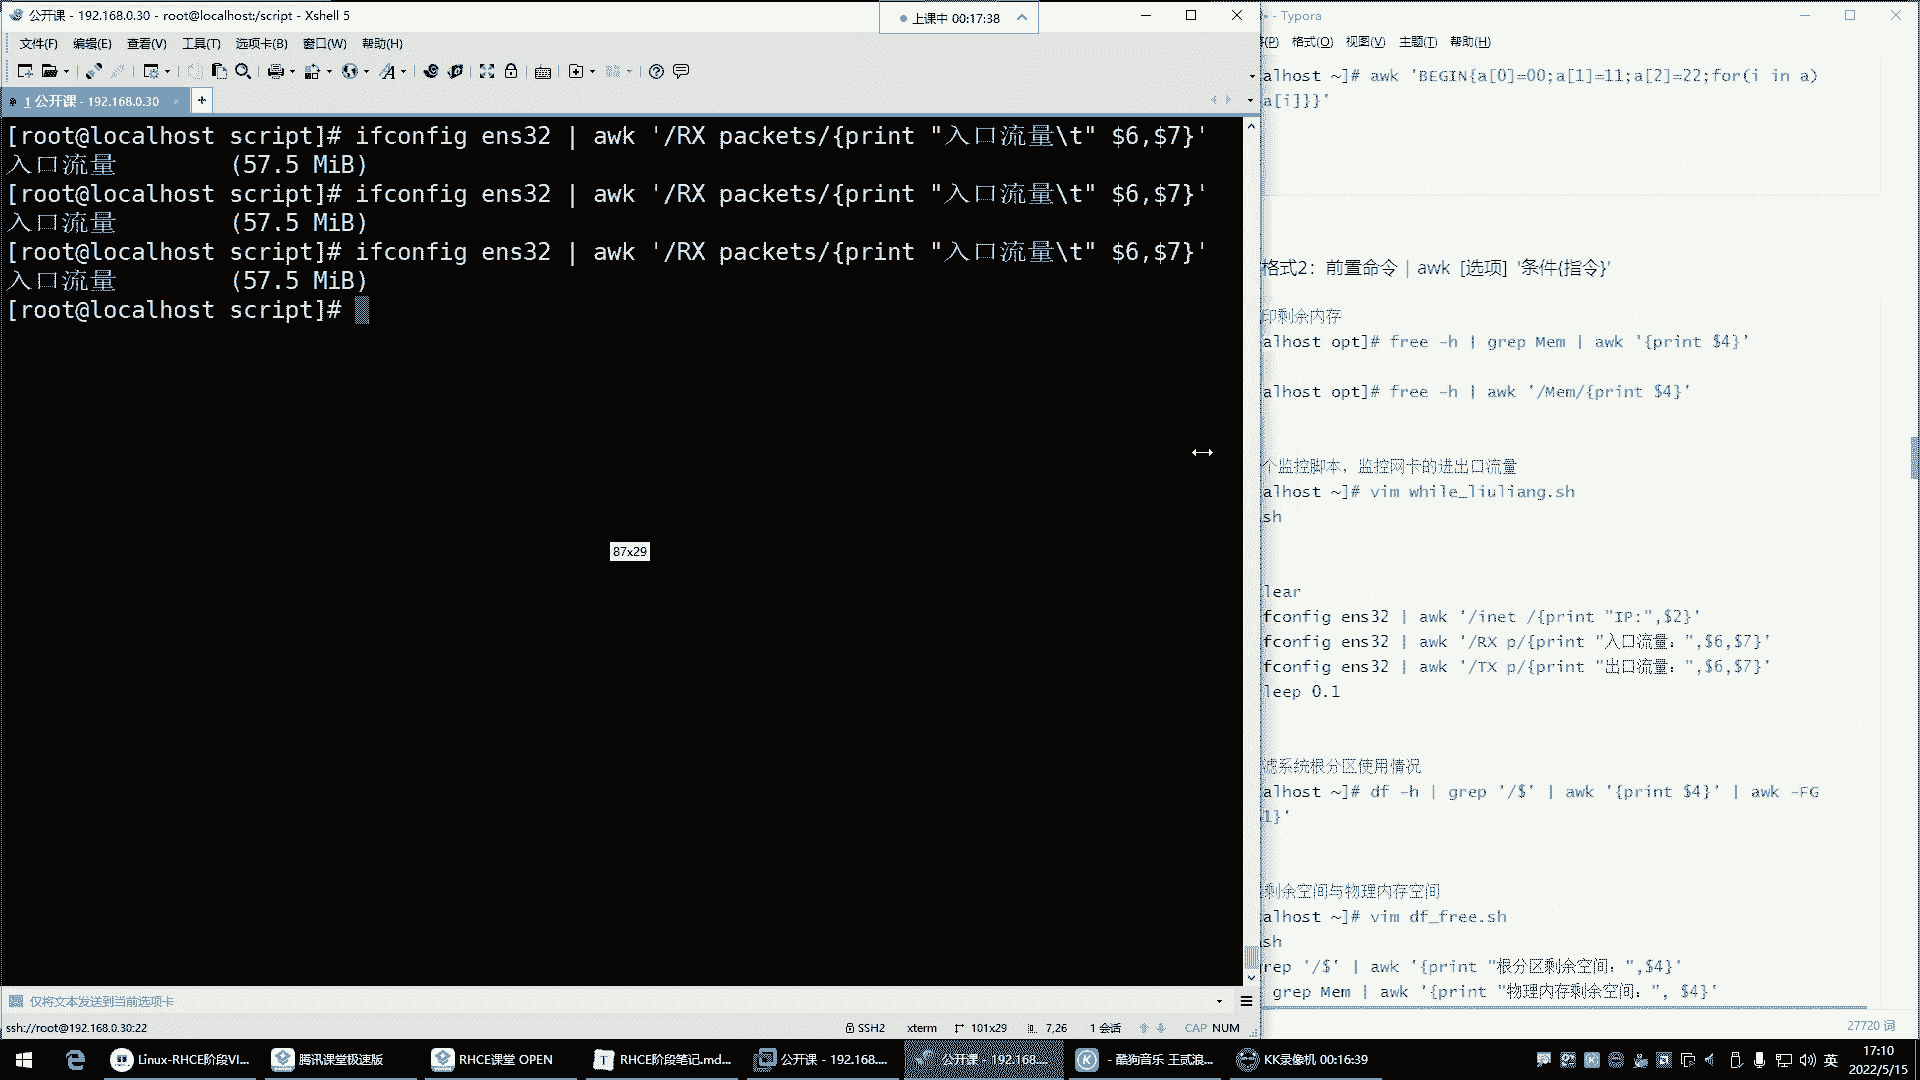 公开课 - 192.168.0.30 - root@localhost:/script - Xshell 5
上课中 00:17:38
- Typora
文件(F) 编辑(E) 查看(V) 工具(T) 选项卡(B) 窗口(W) 帮助(H)
(P) 格式(O) 视图(V) 主题(T) 帮助(H)
1 公开课 - 192.168.0.30
[root@localhost script]# ifconfig ens32 | awk '/RX packets/{print "入口流量\t" $6,$7}'
入口流量 (57.5 MiB)
[root@localhost script]# ifconfig ens32 | awk '/RX packets/{print "入口流量\t" $6,$7}'
入口流量 (57.5 MiB)
[root@localhost script]# ifconfig ens32 | awk '/RX packets/{print "入口流量\t" $6,$7}'
入口流量 (57.5 MiB)
[root@localhost script]#
87x29
alhost ~]# awk 'BEGIN{a[0]=00;a[1]=11;a[2]=22;for(i in a)
a[i]}}'
格式2：前置命令 | awk [选项] '条件{指令}'
印剩余内存
alhost opt]# free -h | grep Mem | awk '{print $4}'
alhost opt]# free -h | awk '/Mem/{print $4}'
个监控脚本，监控网卡的进出口流量
alhost ~]# vim while_liuliang.sh
sh
lear
fconfig ens32 | awk '/inet /{print "IP:",$2}'
fconfig ens32 | awk '/RX p/{print "入口流量：",$6,$7}'
fconfig ens32 | awk '/TX p/{print "出口流量：",$6,$7}'
leep 0.1
滤系统根分区使用情况
alhost ~]# df -h | grep '/$' | awk '{print $4}' | awk -FG
1}'
剩余空间与物理内存空间
alhost ~]# vim df_free.sh
sh
rep '/$' | awk '{print "根分区剩余空间：",$4}'
grep Mem | awk '{print "物理内存剩余空间：", $4}'
仅将文本发送到当前选项卡
ssh://root@192.168.0.30:22
SSH2 xterm 101x29 7,26 1 会话 CAP NUM
27720 词
Linux-RHCE阶段VI...
腾讯课堂极速版
RHCE课堂 OPEN
RHCE阶段笔记.md...
公开课 - 192.168....
公开课 - 192.168....
- 酷狗音乐 王贰浪...
KK录像机 00:16:39
英
17:10
2022/5/15